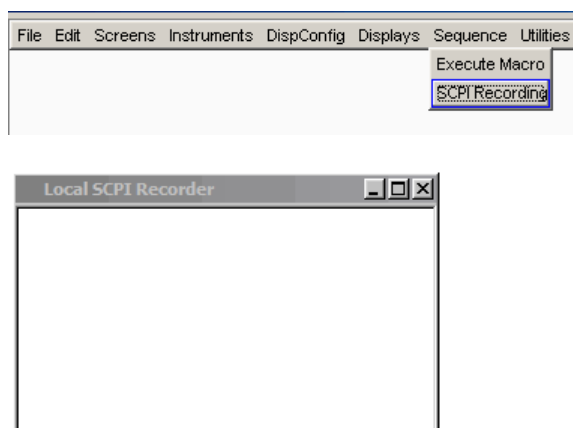 File Edit Screens Instruments DispConfig Displays Sequence Utilities
Execute Macro
SCPI Recording
Local SCPI Recorder